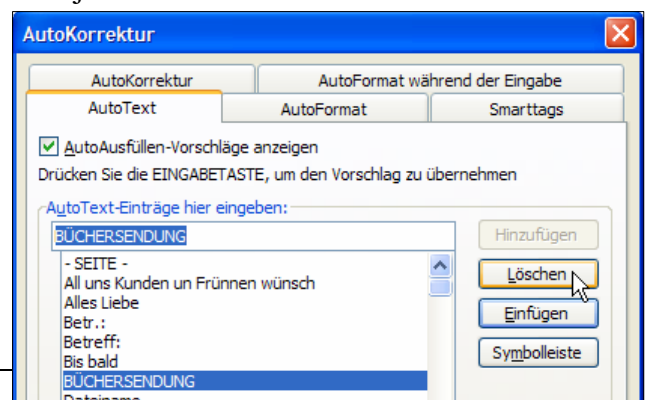 AutoKorrektur
AutoKorrektur AutoFormat während der Eingabe
AutoText AutoFormat Smarttags
AutoAusfüllen-Vorschläge anzeigen
Drücken Sie die EINGABETASTE, um den Vorschlag zu übernehmen
AutoText-Einträge hier eingeben:
BÜCHERSENDUNG
Hinzufügen
- SEITE -
All uns Kunden un Frünnen wünsch
Alles Liebe
Betr.:
Betreff:
Bis bald
BÜCHERSENDUNG
Dateiname
Löschen
Einfügen
Symbolleiste